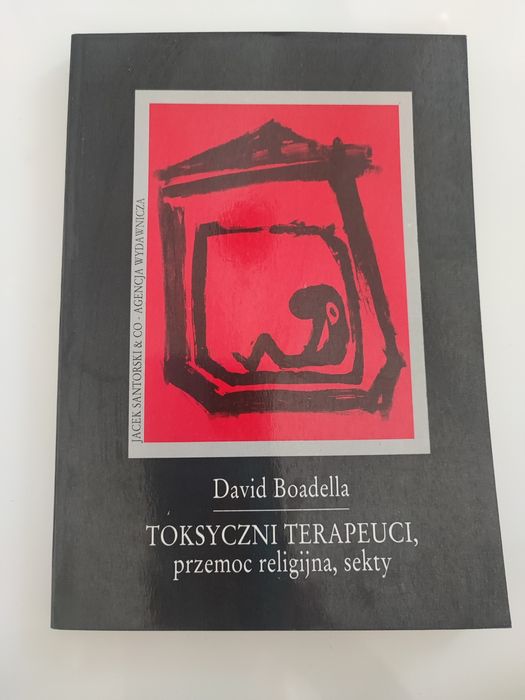 JACEK SANTORSKI & CO - AGENCJA WYDAWNICZA
David Boadella
TOKSYCZNI TERAPEUCI,
przemoc religijna, sekty